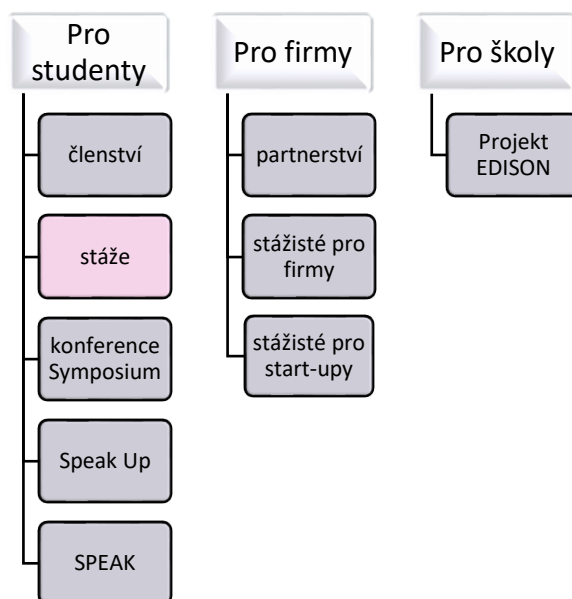 Pro
studenty
členství
stáže
konference
Symposium
Speak Up
SPEAK
Pro firmy
partnerství
stážisté pro
firmy
stážisté pro
start-upy
Pro školy
Projekt
EDISON